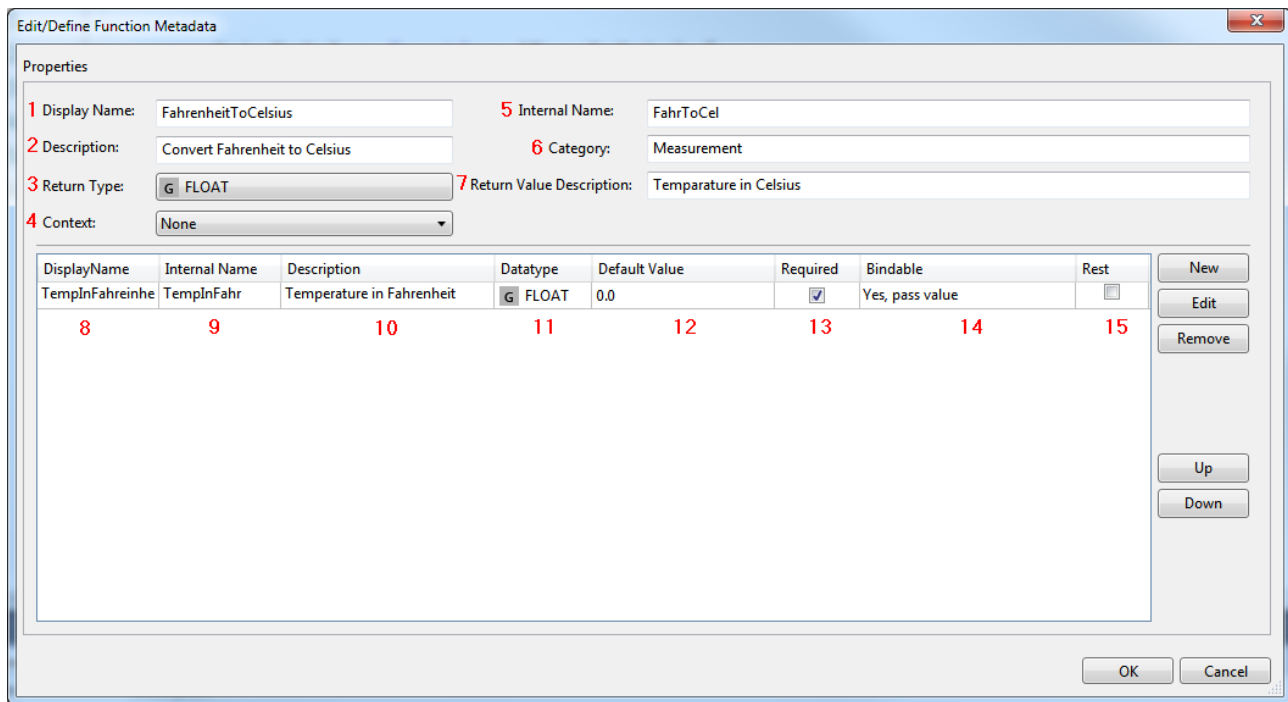 Edit/Define Function Metadata
Properties
1 Display Name: FahrenheitToCelsius 5 Internal Name: FahrToCel
2 Description: Convert Fahrenheit to Celsius 6 Category: Measurement
3 Return Type: G FLOAT 7 Return Value Description: Temparature in Celsius
4 Context: None
DisplayName Internal Name Description Datatype Default Value Required Bindable Rest New
TempInFahreinhe TempInFahr Temperature in Fahrenheit G FLOAT 0.0 Yes, pass value
Edit
8 9 10 11 12 13 14 15
Remove
Up
Down
OK Cancel